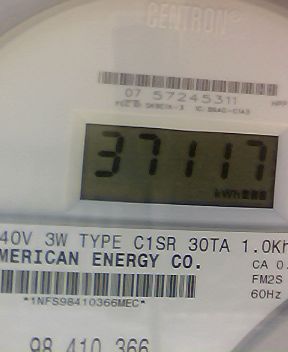 CENTRON®
07 57245311
37117
kWh
40V 3W TYPE C1SR 30TA 1.0Kh
MERICAN ENERGY CO.
CA 0.
FM2S
60Hz
*1NFS98410366MEC*
98 410 366